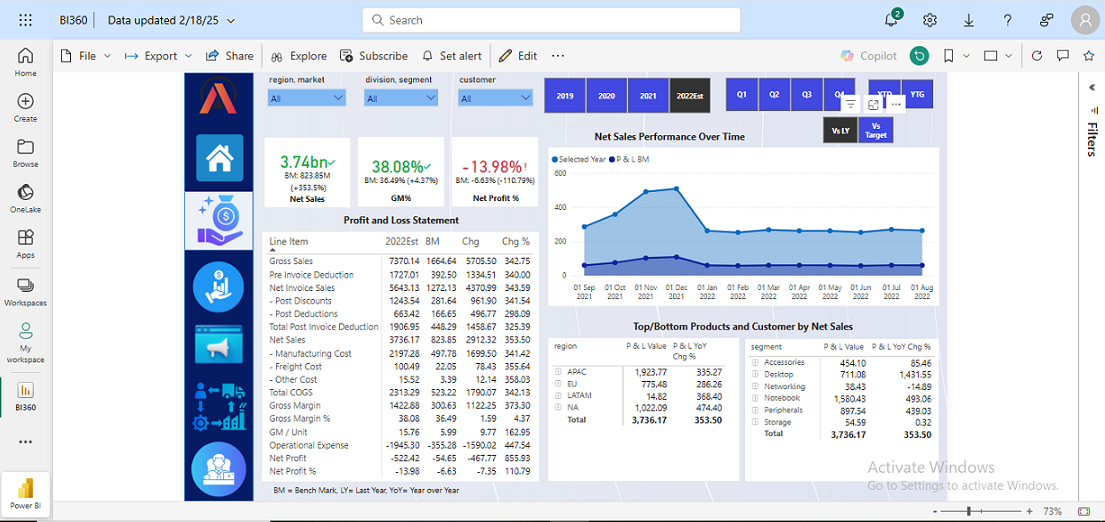 BI360 Data updated 2/18/25
Search
2
File Export Share Explore Subscribe Set alert Edit ... Copilot
Home
Create
Browse
OneLake
Apps
Workspaces
My workspace
BI360
...
Power BI
Filters
region, market division, segment customer
All All All
2019 2020 2021 2022Est Q1 Q2 Q3 Q4 YTD YTG
Vs LY Vs Target
3.74bn
BM: 823.85M
(+353.5%)
Net Sales
38.08%
BM: 36.49% (+4.37%)
GM%
-13.98%!
BM: -6.63% (-110.79%)
Net Profit %
Net Sales Performance Over Time
Selected Year P & L BM
600
400
200
0
01 Sep 2021 01 Oct 2021 01 Nov 2021 01 Dec 2021 01 Jan 2022 01 Feb 2022 01 Mar 2022 01 Apr 2022 01 May 2022 01 Jun 2022 01 Jul 2022 01 Aug 2022
Profit and Loss Statement
Line Item 2022Est BM Chg Chg %
Gross Sales 7370.14 1664.64 5705.50 342.75
Pre Invoice Deduction 1727.01 392.50 1334.51 340.00
Net Invoice Sales 5643.13 1272.13 4370.99 343.59
- Post Discounts 1243.54 281.64 961.90 341.54
- Post Deductions 663.42 166.65 496.77 298.09
Total Post Invoice Deduction 1906.95 448.29 1458.67 325.39
Net Sales 3736.17 823.85 2912.32 353.50
- Manufacturing Cost 2197.28 497.78 1699.50 341.42
- Freight Cost 100.49 22.05 78.43 355.64
- Other Cost 15.52 3.39 12.14 358.03
Total COGS 2313.29 523.22 1790.07 342.13
Gross Margin 1422.88 300.63 1122.25 373.30
Gross Margin % 38.08 36.49 1.59 4.37
GM / Unit 15.76 5.99 9.77 162.95
Operational Expense -1945.30 -355.28 -1590.02 447.54
Net Profit -522.42 -54.65 -467.77 855.93
Net Profit % -13.98 -6.63 -7.35 110.79
BM = Bench Mark, LY= Last Year, YoY= Year over Year
Top/Bottom Products and Customer by Net Sales
region P & L Value P & L YoY Chg %
APAC 1,923.77 335.27
EU 775.48 286.26
LATAM 14.82 368.40
NA 1,022.09 474.40
Total 3,736.17 353.50
segment P & L Value P & L YoY Chg %
Accessories 454.10 85.46
Desktop 711.08 1,431.55
Networking 38.43 -14.89
Notebook 1,580.43 493.06
Peripherals 897.54 439.03
Storage 54.59 0.32
Total 3,736.17 353.50
Activate Windows
Go to Settings to activate Windows.
- + 73%